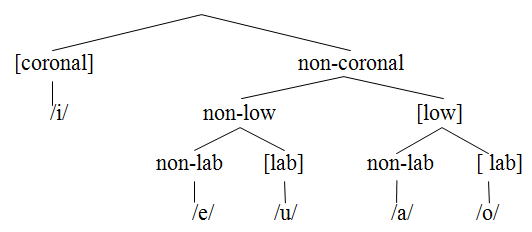 [coronal] non-coronal
/i/ non-low [low]
non-lab [lab] non-lab [ lab]
/e/ /u/ /a/ /o/